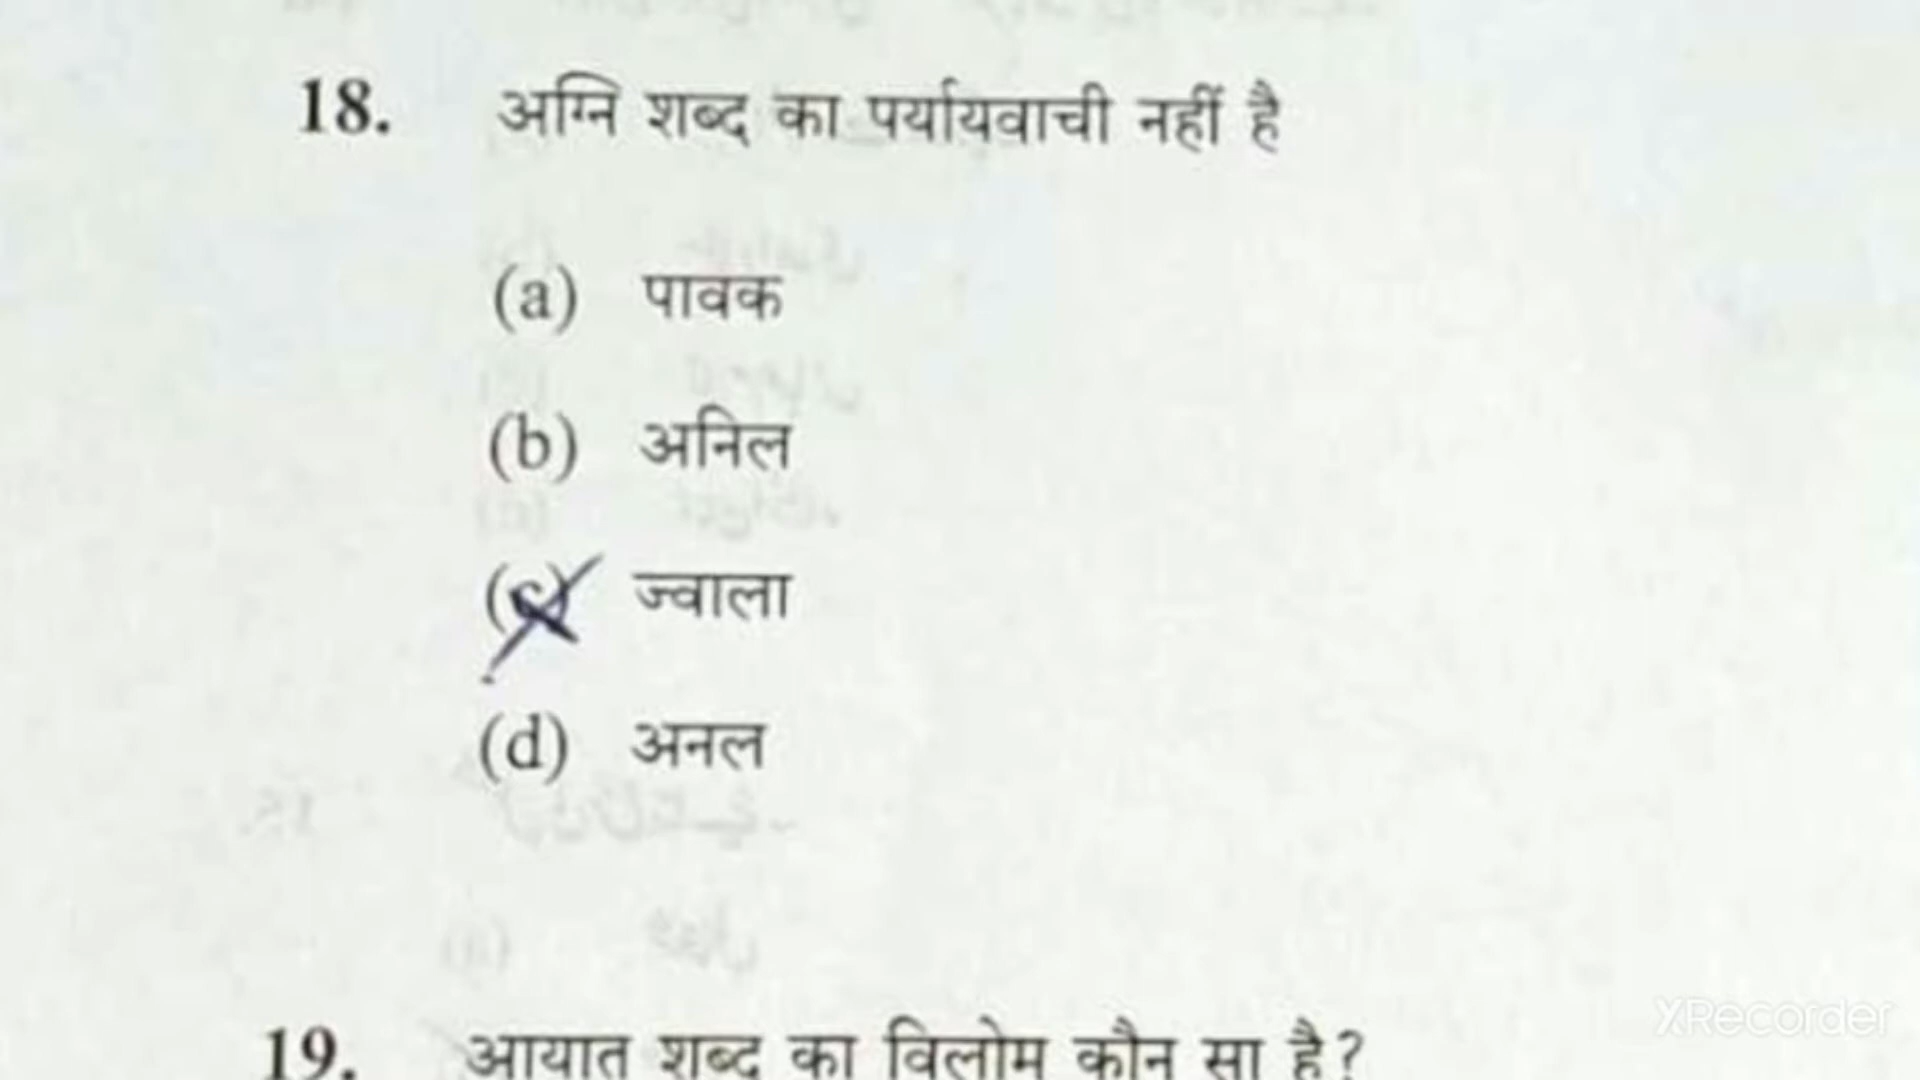 18. अग्नि शब्द का पर्यायवाची नहीं है
(a) पावक
(b) अनिल
(c) ज्वाला
(d) अनल
19. आयात शब्द का विलोम कौन सा है?
XRecorder